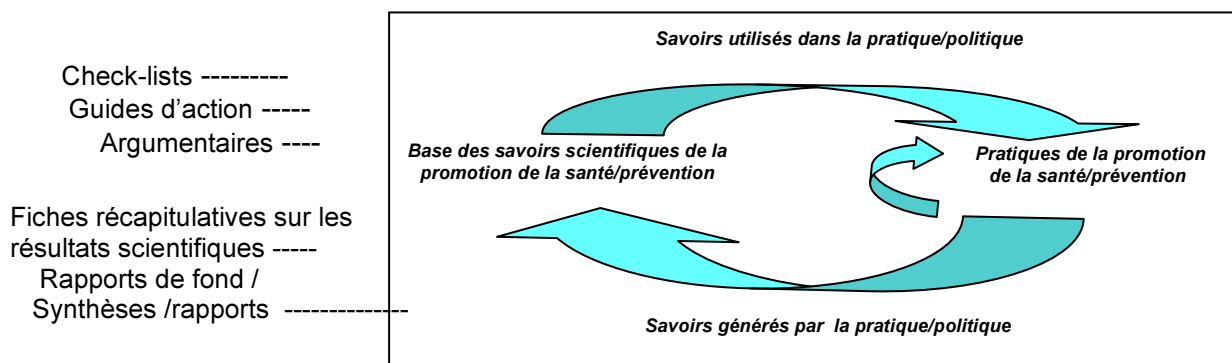 Check-lists ---------
Guides d’action -----
Argumentaires ----
Fiches récapitulatives sur les
résultats scientifiques -----
Rapports de fond /
Synthèses /rapports --------------
Savoirs utilisés dans la pratique/politique
Base des savoirs scientifiques de la
promotion de la santé/prévention
Pratiques de la promotion
de la santé/prévention
Savoirs générés par la pratique/politique